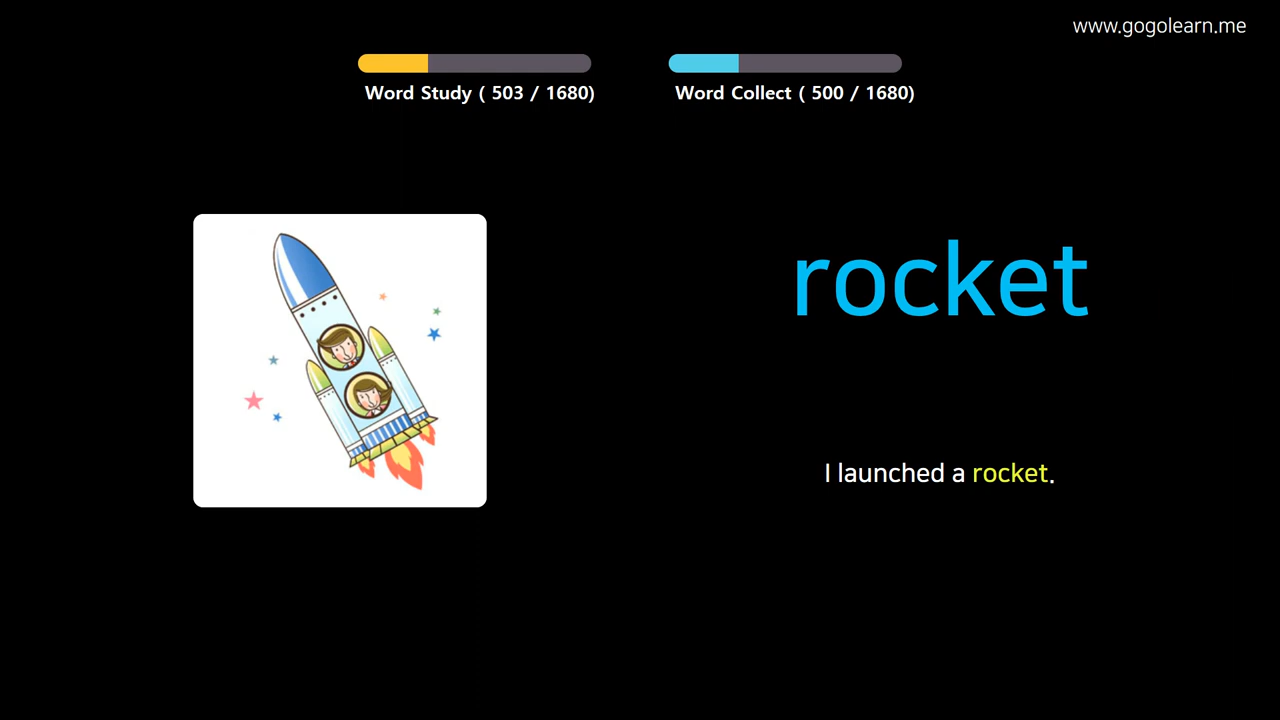 www.gogolearn.me
Word Study ( 503 / 1680)
Word Collect ( 500 / 1680)
rocket
I launched a rocket.